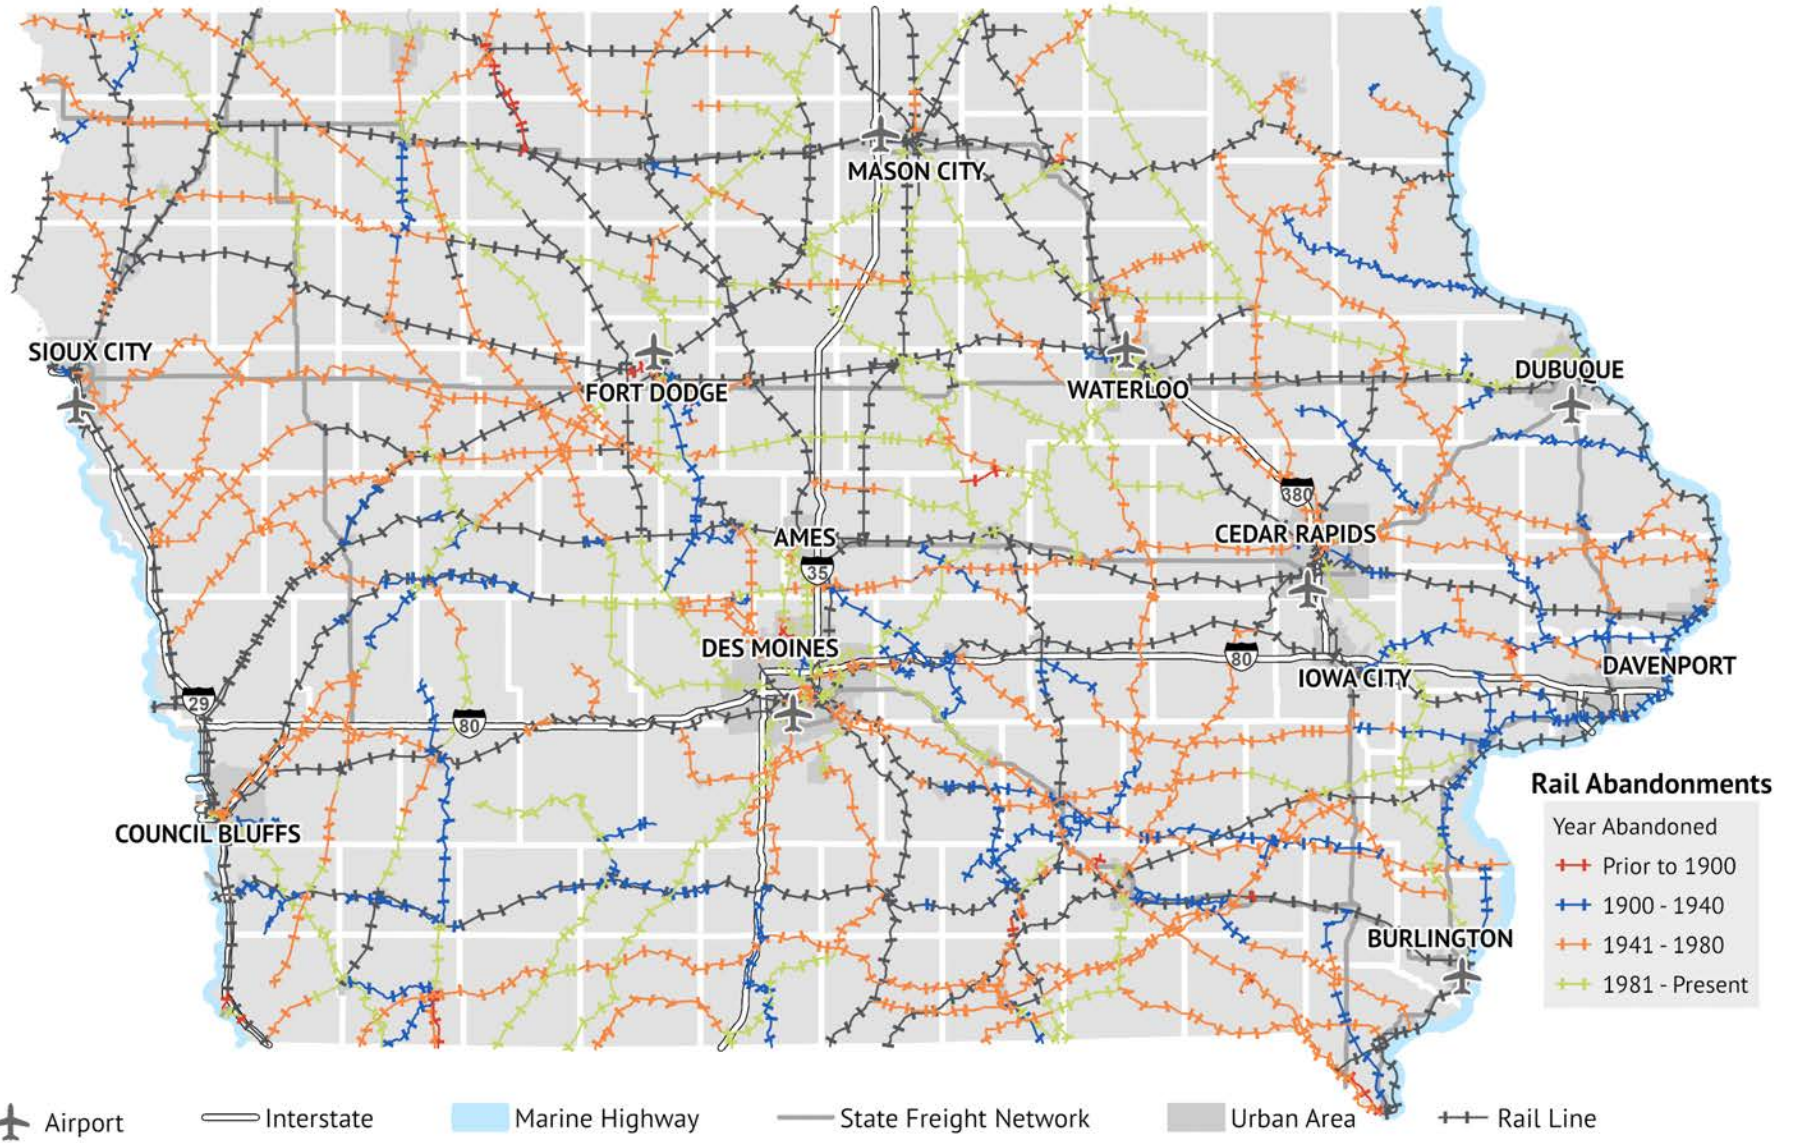 MASON CITY
SIOUX CITY
FORT DODGE
WATERLOO
DUBUQUE
380
AMES
35
CEDAR RAPIDS
DES MOINES
80
IOWA CITY
DAVENPORT
29
80
COUNCIL BLUFFS
BURLINGTON
Rail Abandonments
Year Abandoned
Prior to 1900
1900 - 1940
1941 - 1980
1981 - Present
Airport
Interstate
Marine Highway
State Freight Network
Urban Area
Rail Line